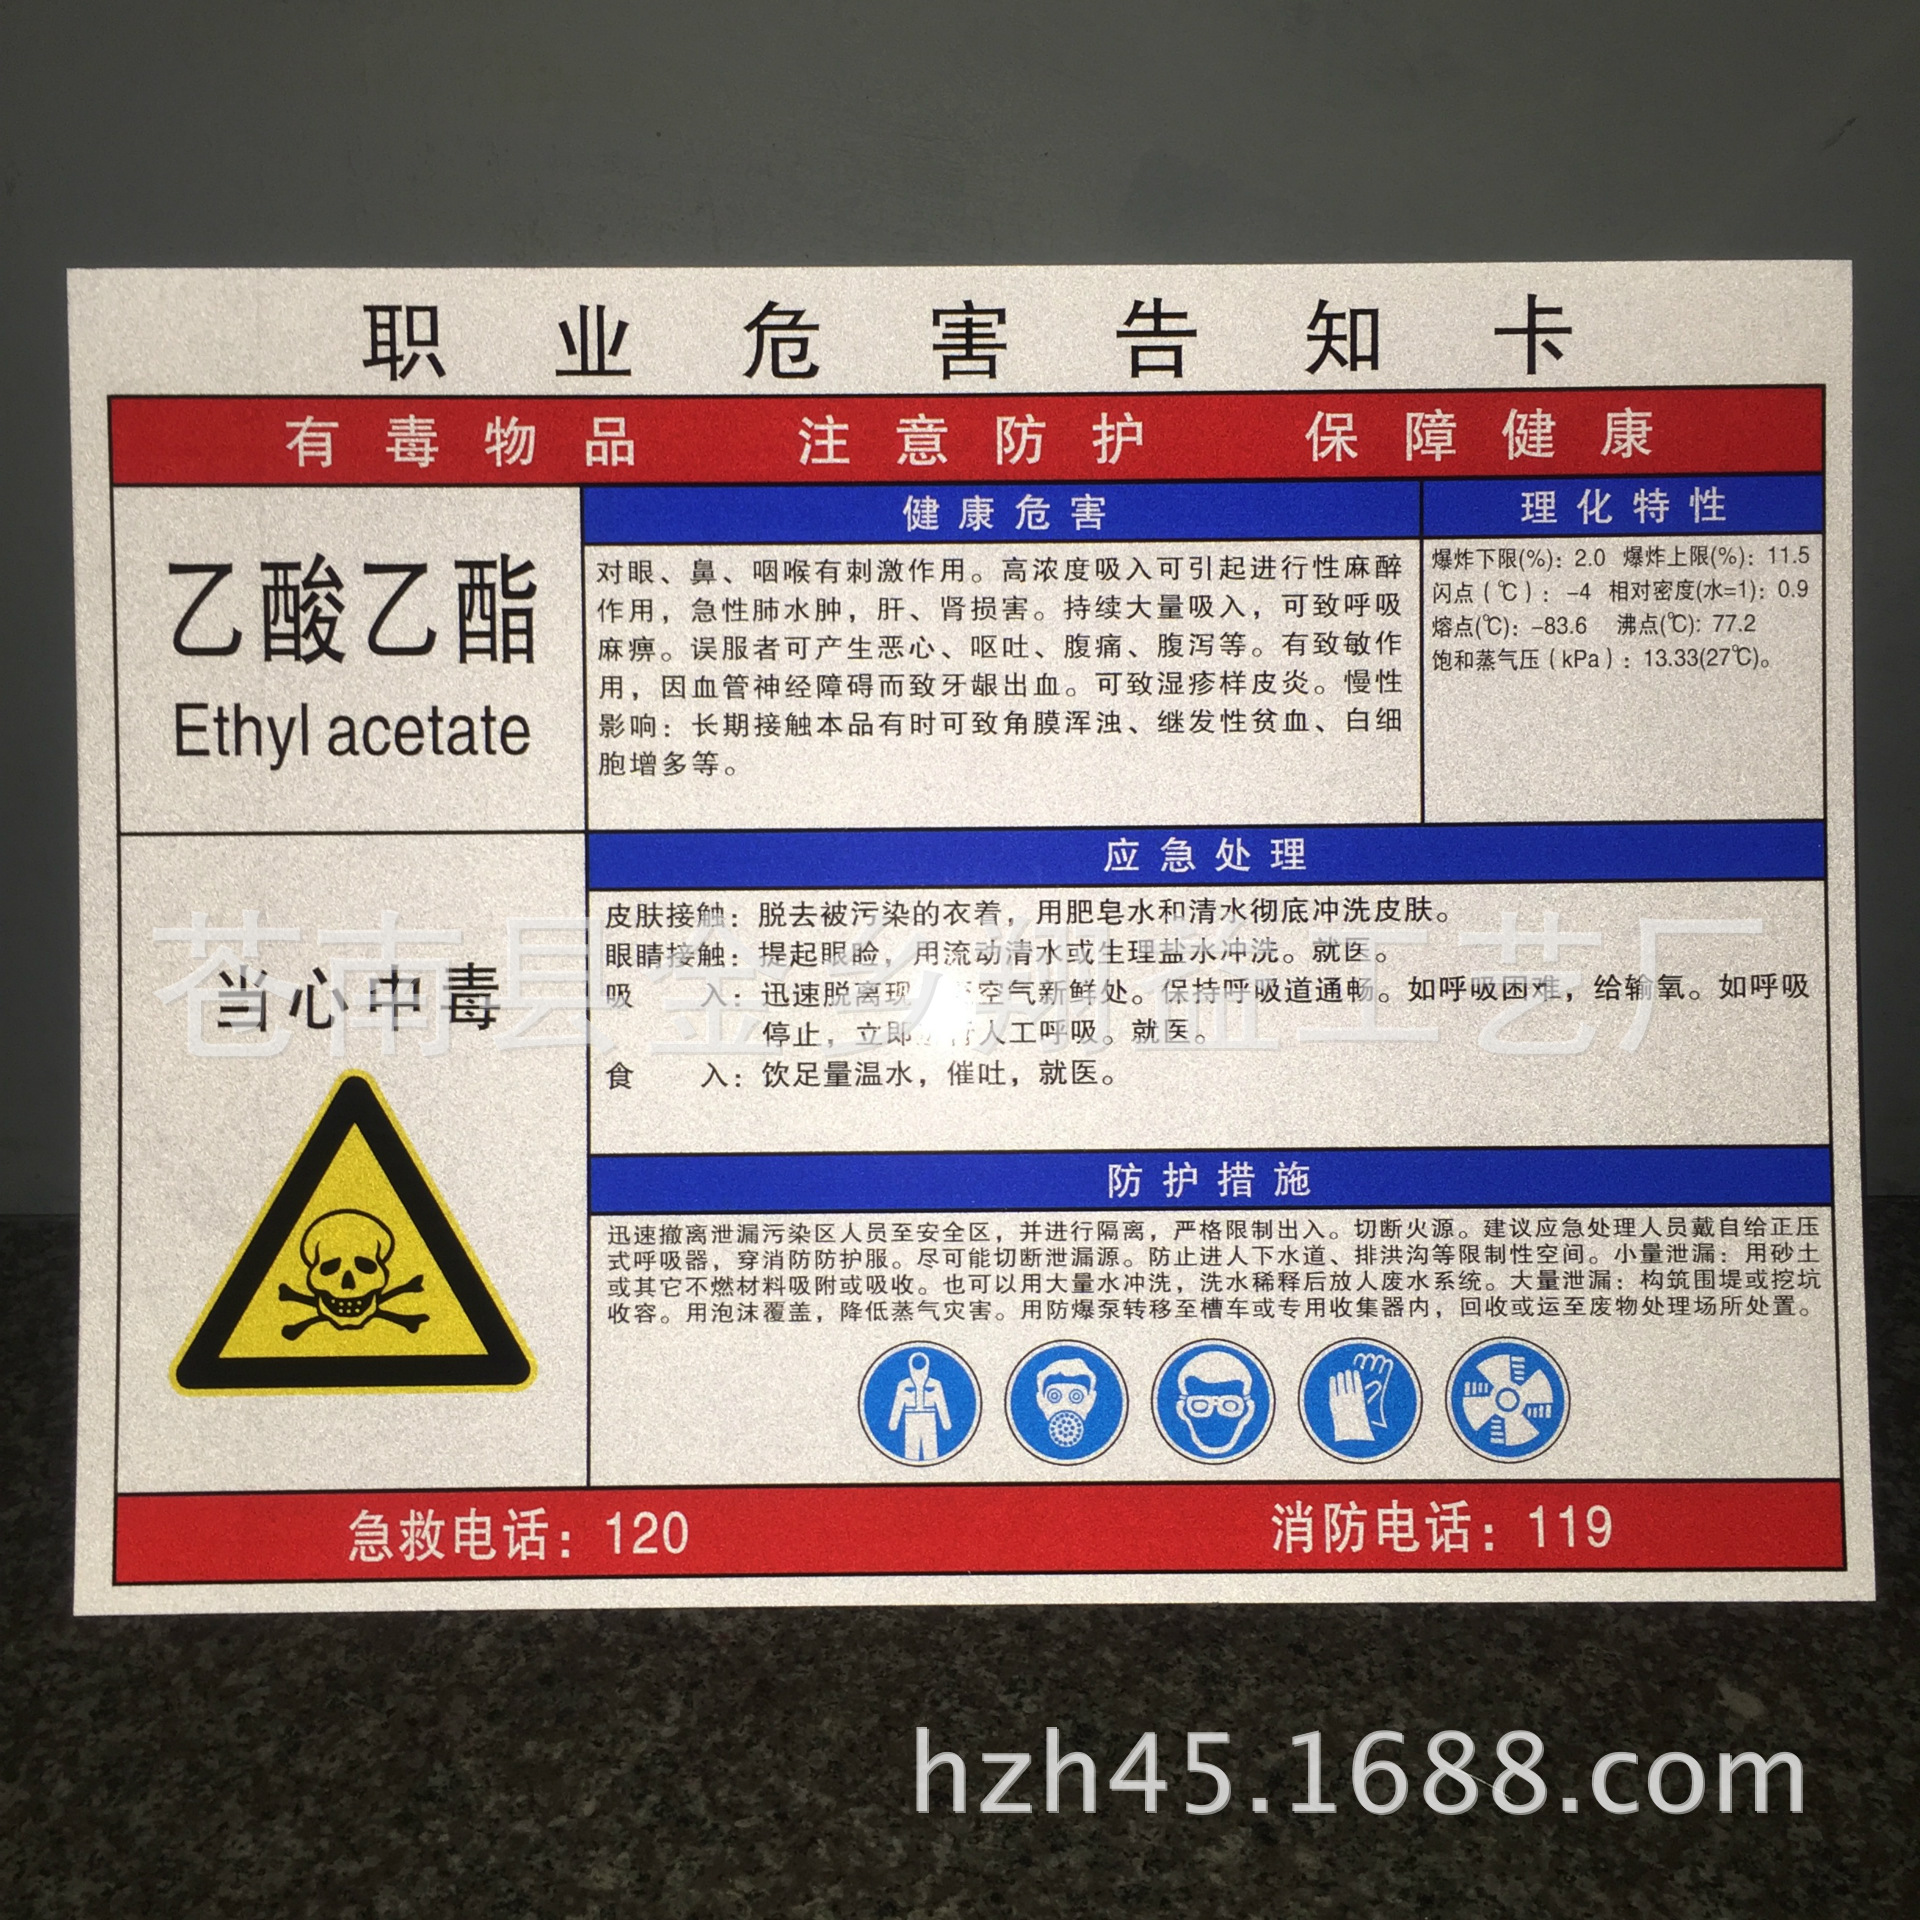 职业危害告知卡
有毒物品 注意防护 保障健康
乙酸乙酯
Ethyl acetate
健康危害
对眼、鼻、咽喉有刺激作用。高浓度吸入可引起进行性麻醉
作用，急性肺水肿，肝、肾损害。持续大量吸入，可致呼吸
麻痹。误服者可产生恶心、呕吐、腹痛、腹泻等。有致敏作
用，因血管神经障碍而致牙龈出血。可致湿疹样皮炎。慢性
影响：长期接触本品有时可致角膜浑浊、继发性贫血、白细
胞增多等。
理化特性
爆炸下限(%)：2.0 爆炸上限(%)：11.5
闪点（℃）：-4 相对密度(水=1)：0.9
熔点(℃)：-83.6 沸点(℃)：77.2
饱和蒸气压（kPa）：13.33(27℃)。
当心中毒
应急处理
皮肤接触：脱去被污染的衣着，用肥皂水和清水彻底冲洗皮肤。
眼睛接触：提起眼睑，用流动清水或生理盐水冲洗。就医。
吸 入：迅速脱离现 空气新鲜处。保持呼吸道通畅。如呼吸困难，给输氧。如呼吸
停止，立即 人工呼吸。就医。
食 入：饮足量温水，催吐，就医。
苍南县金 翔益工艺厂
防护措施
迅速撤离泄漏污染区人员至安全区，并进行隔离，严格限制出入。切断火源。建议应急处理人员戴自给正压
式呼吸器，穿消防防护服。尽可能切断泄漏源。防止进人下水道、排洪沟等限制性空间。小量泄漏：用砂土
或其它不燃材料吸附或吸收。也可以用大量水冲洗，洗水稀释后放人废水系统。大量泄漏：构筑围堤或挖坑
收容。用泡沫覆盖，降低蒸气灾害。用防爆泵转移至槽车或专用收集器内，回收或运至废物处理场所处置。
急救电话：120 消防电话：119
hzh45.1688.com